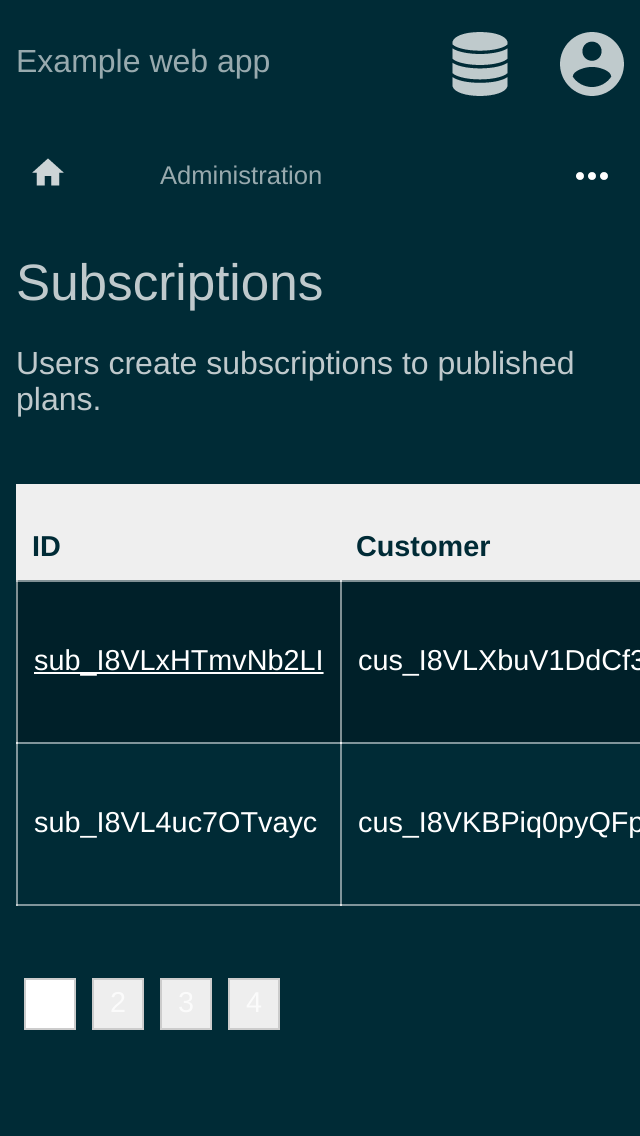 Example web app
Administration
Subscriptions
Users create subscriptions to published
plans.
ID Customer
sub_I8VLxHTmvNb2LI cus_I8VLXbuV1DdCf3
sub_I8VL4uc7OTvayc cus_I8VKBPiq0pyQFp
2 3 4